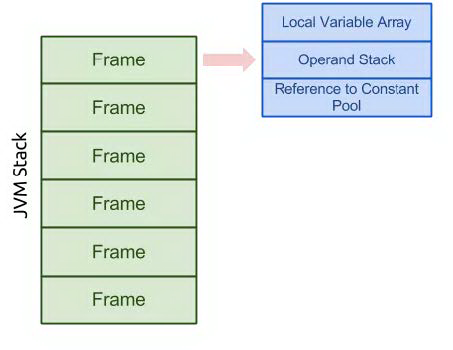 Local Variable Array
Operand Stack
Reference to Constant
Pool
JVM Stack
Frame
Frame
Frame
Frame
Frame
Frame